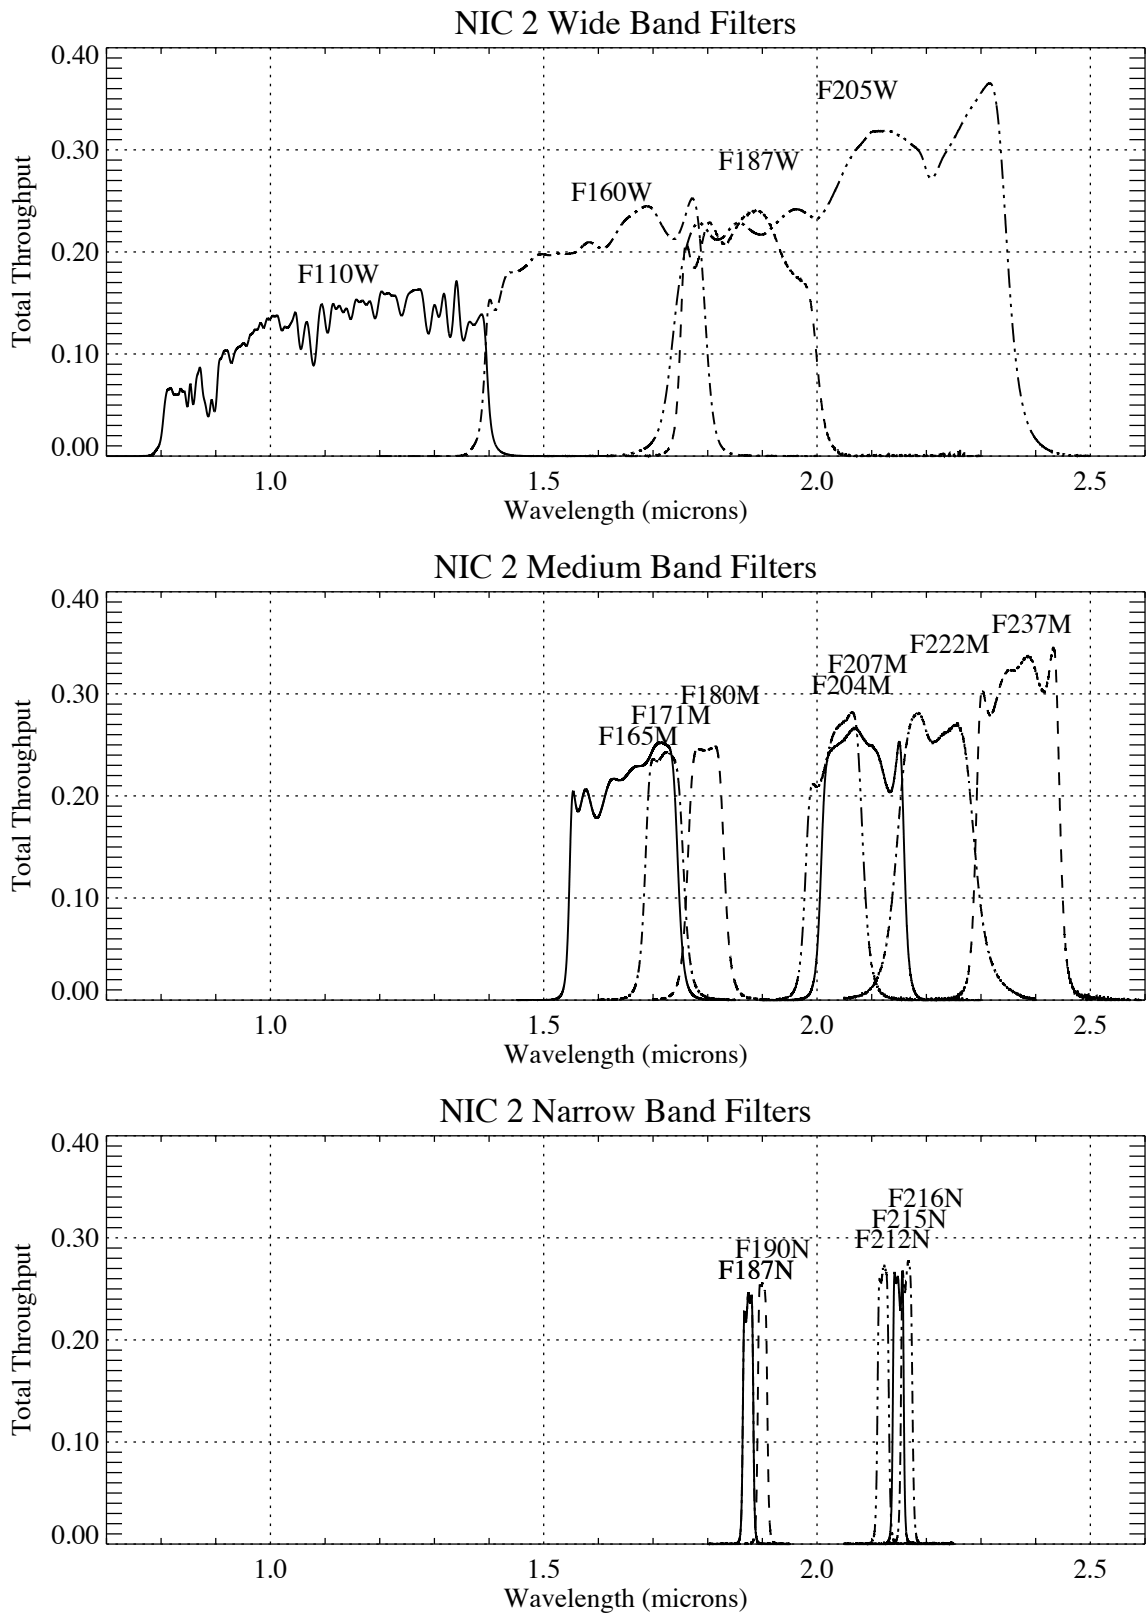 NIC 2 Wide Band Filters
0.40
F205W
0.30
F187W
F160W
Total Throughput
0.20
F110W
0.10
0.00
1.0 1.5 2.0 2.5
Wavelength (microns)
NIC 2 Medium Band Filters
0.40
F237M
F222M
F207M
F204M
0.30
F180M
F171M
F165M
Total Throughput
0.20
0.10
0.00
1.0 1.5 2.0 2.5
Wavelength (microns)
NIC 2 Narrow Band Filters
0.40
F216N
F215N
0.30
F212N
F190N
F187N
Total Throughput
0.20
0.10
0.00
1.0 1.5 2.0 2.5
Wavelength (microns)